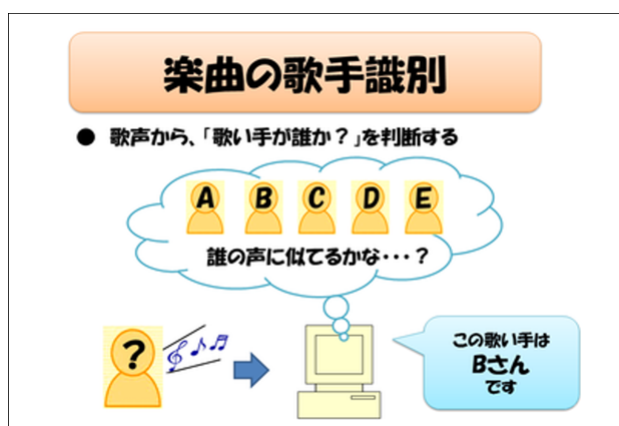 楽曲の歌手識別
● 歌声から、「歌い手が誰か？」を判断する
A B C D E
誰の声に似てるかな・・・？
?
この歌い手は
Bさん
です